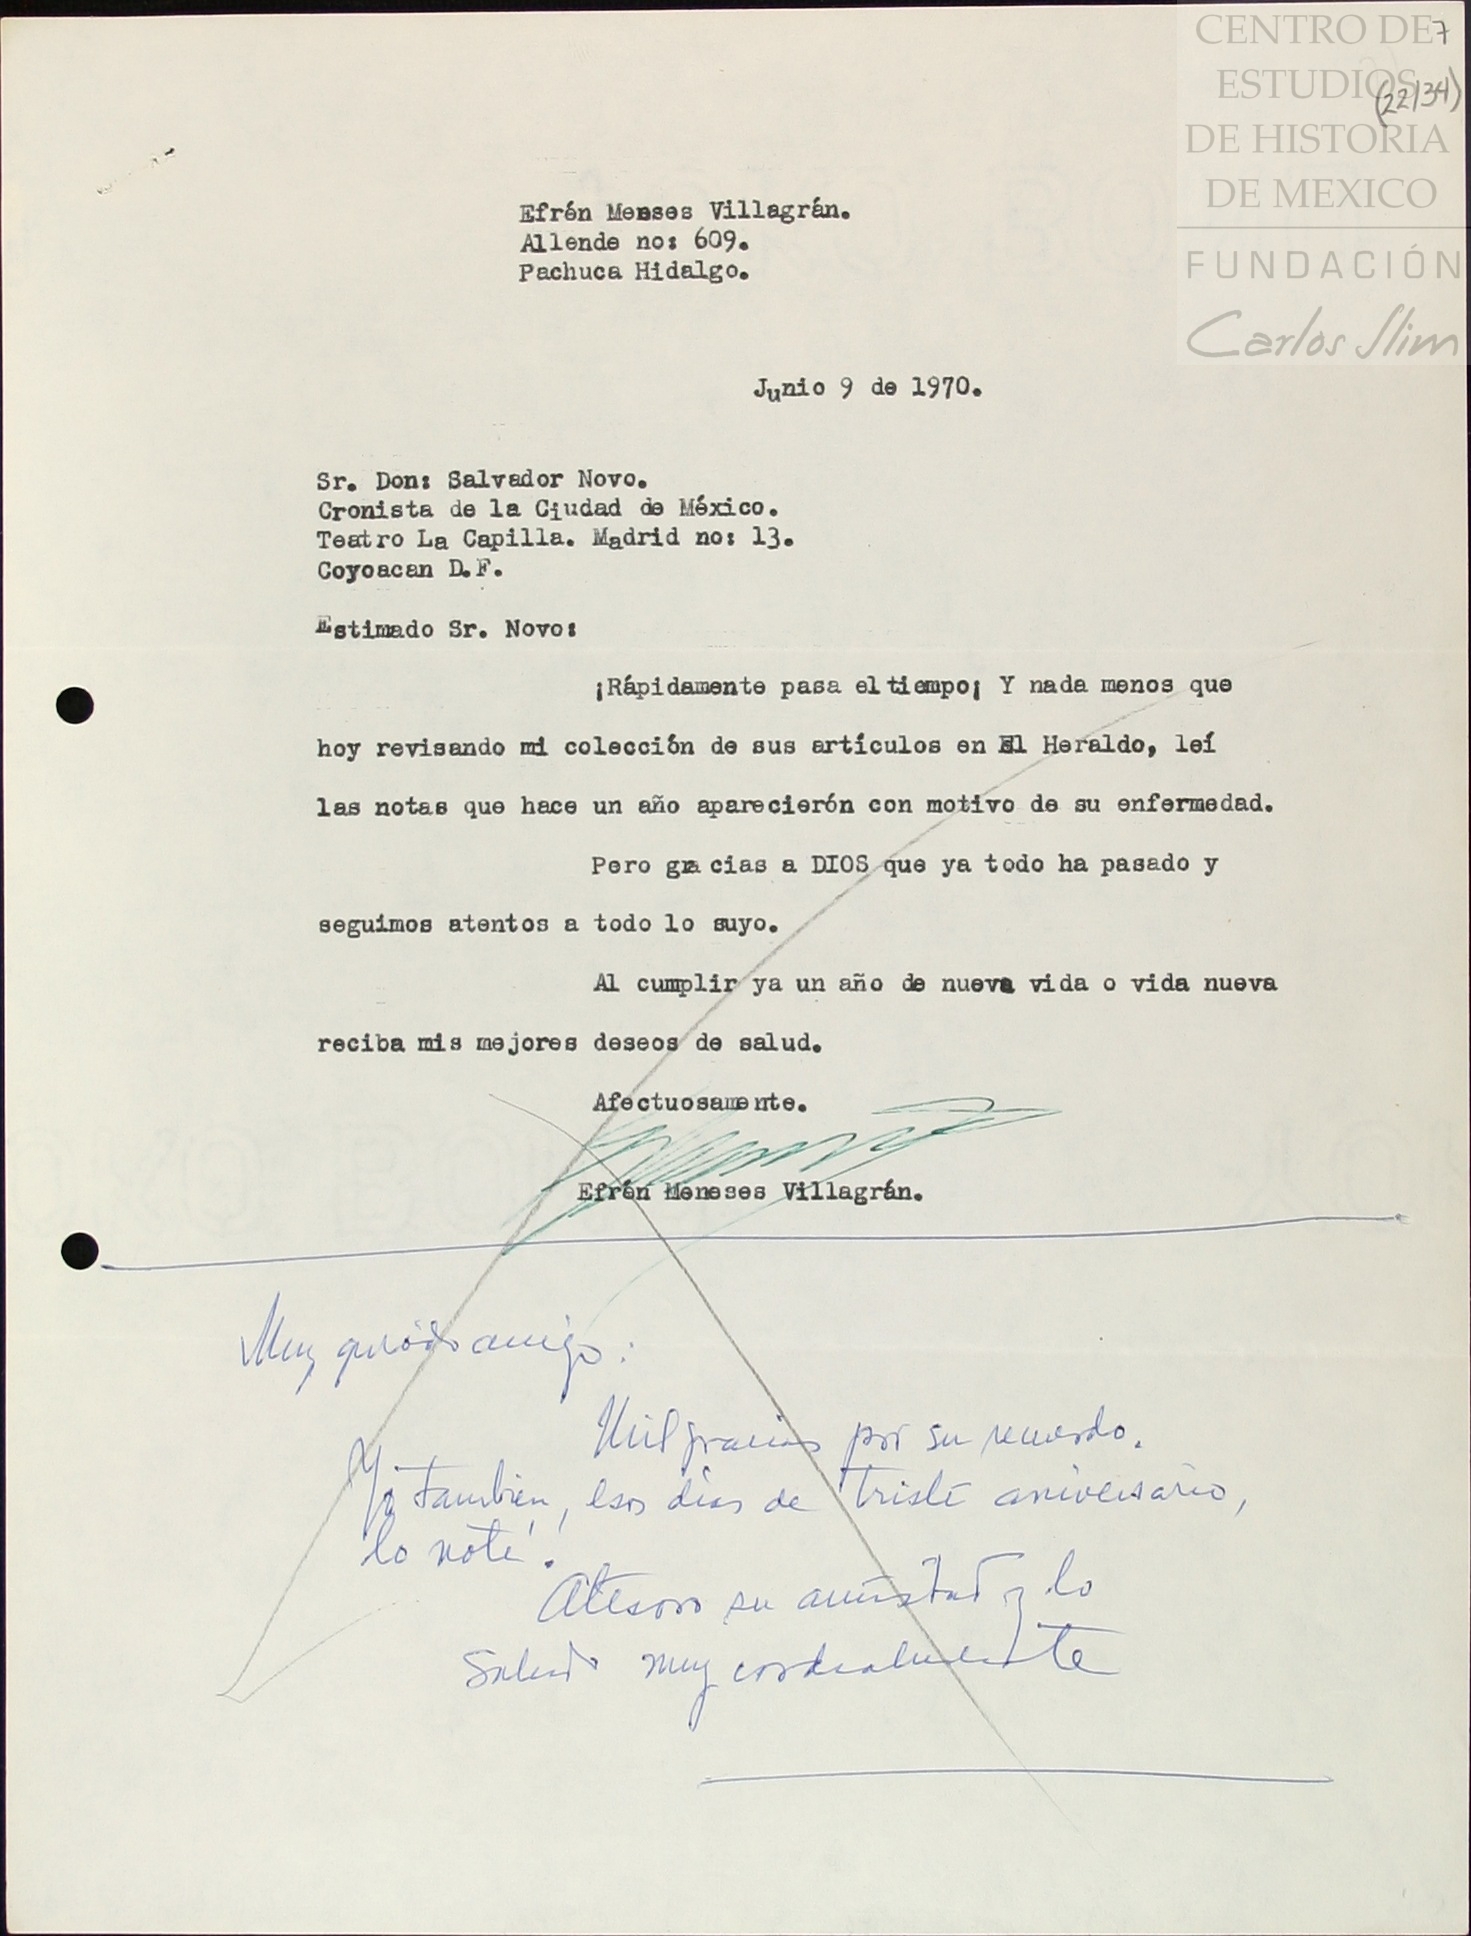 CENTRO DE
7
ESTUDIOS
(22/34)
DE HISTORIA
DE MEXICO
FUNDACIÓN
Carlos Slim
Efrén Meneses Villagrán.
Allende no: 609.
Pachuca Hidalgo.
Junio 9 de 1970.
Sr. Don: Salvador Novo.
Cronista de la Ciudad de México.
Teatro La Capilla. Madrid no: 13.
Coyoacan D.F.
Estimado Sr. Novo:
¡Rápidamente pasa el tiempo¡ Y nada menos que
hoy revisando mi colección de sus artículos en El Heraldo, leí
las notas que hace un año aparecierón con motivo de su enfermedad.
Pero gracias a DIOS que ya todo ha pasado y
seguimos atentos a todo lo suyo.
Al cumplir ya un año de nueva vida o vida nueva
reciba mis mejores deseos de salud.
Afectuosamente.
Efrén Meneses Villagrán.
Muy querido amigo:
Mil gracias por su recuerdo.
Yo también, esos días de triste aniversario,
lo noté!
Atesoro su amistad y lo
saludo muy cordialmente